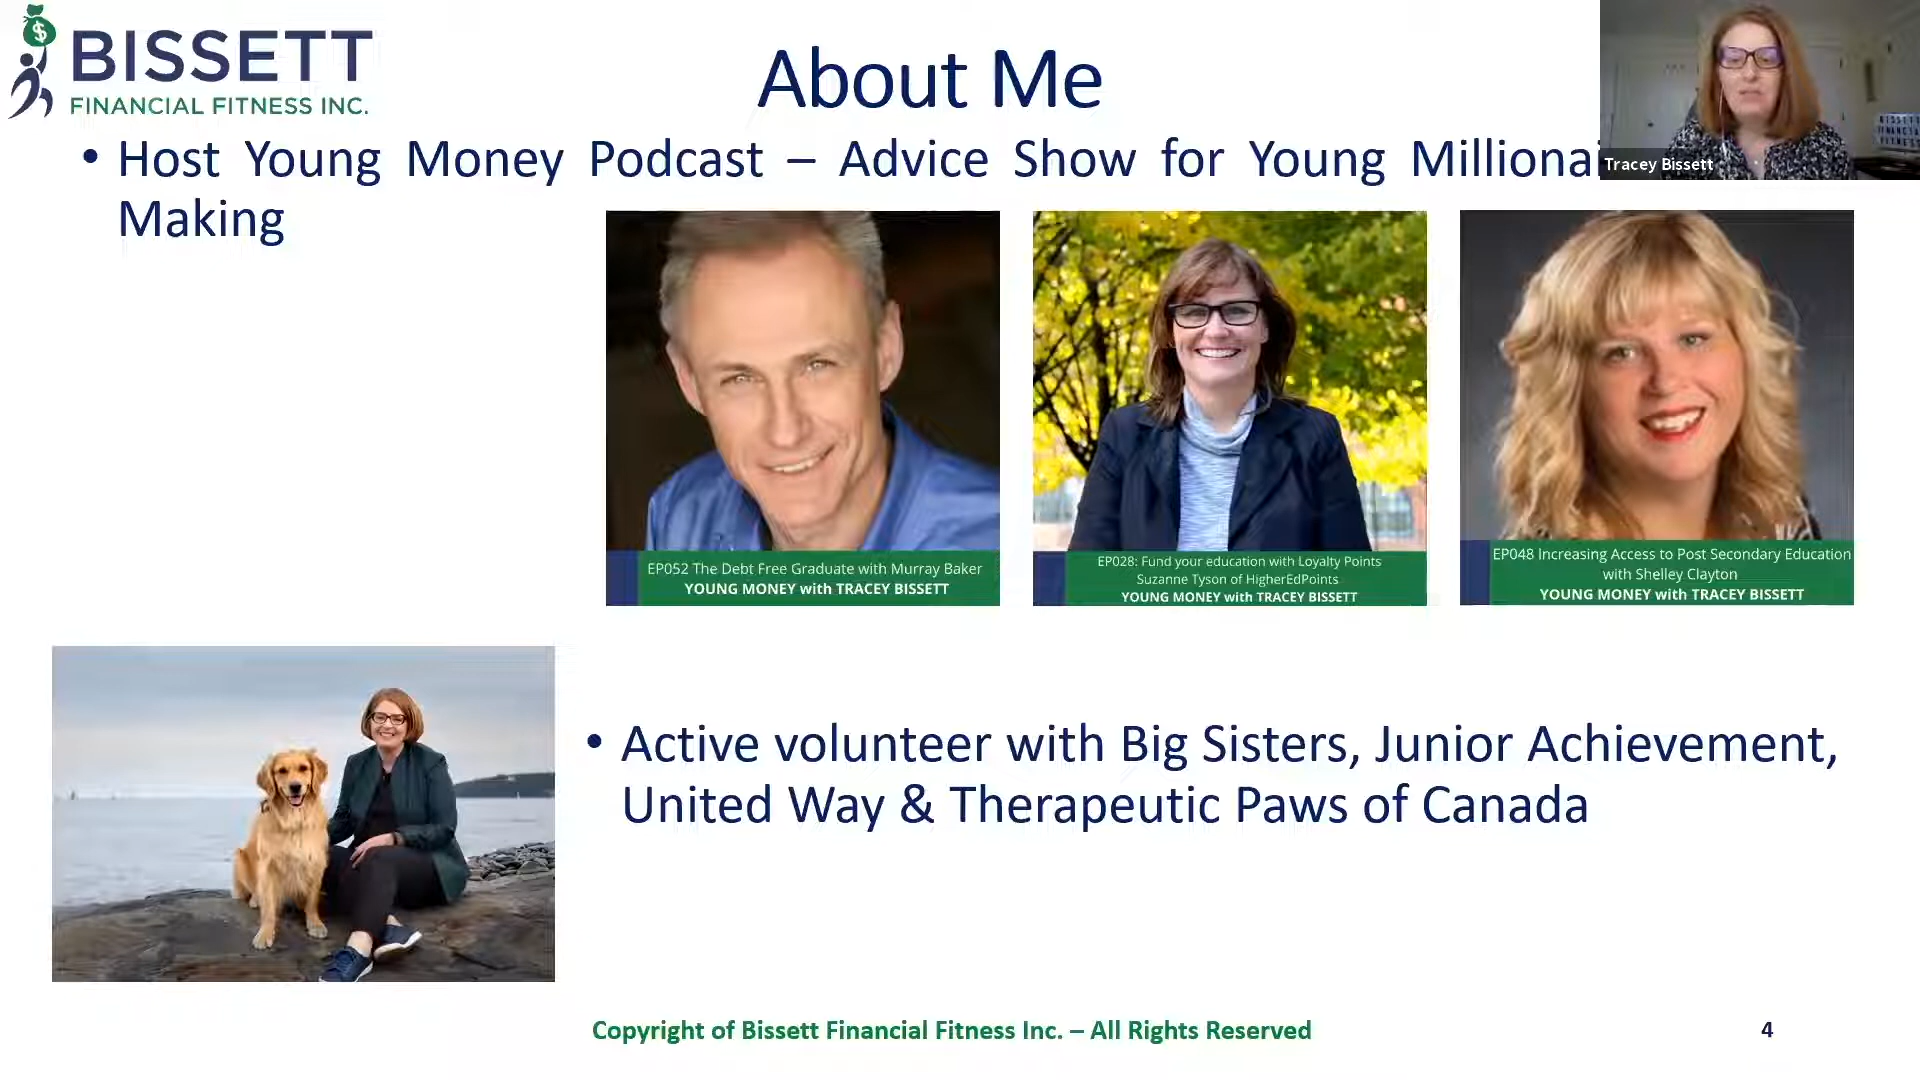 BISSETT
FINANCIAL FITNESS INC.
About Me
• Host Young Money Podcast – Advice Show for Young
Making
Tracey Bissett
EP052 The Debt Free Graduate with Murray Baker
YOUNG MONEY with TRACEY BISSETT
EP028: Fund your education with Loyalty Points
Suzanne Tyson of HigherEdPoints
YOUNG MONEY with TRACEY BISSETT
EP048 Increasing Access to Post Secondary Education
with Shelley Clayton
YOUNG MONEY with TRACEY BISSETT
• Active volunteer with Big Sisters, Junior Achievement,
United Way & Therapeutic Paws of Canada
Copyright of Bissett Financial Fitness Inc. – All Rights Reserved
4